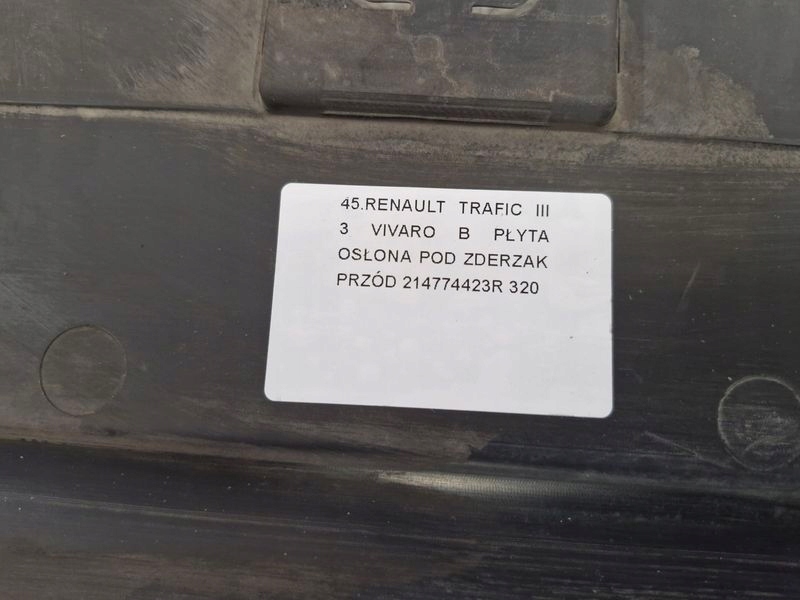 45.RENAULT TRAFIC III
3 VIVARO B PŁYTA
OSŁONA POD ZDERZAK
PRZÓD 214774423R 320